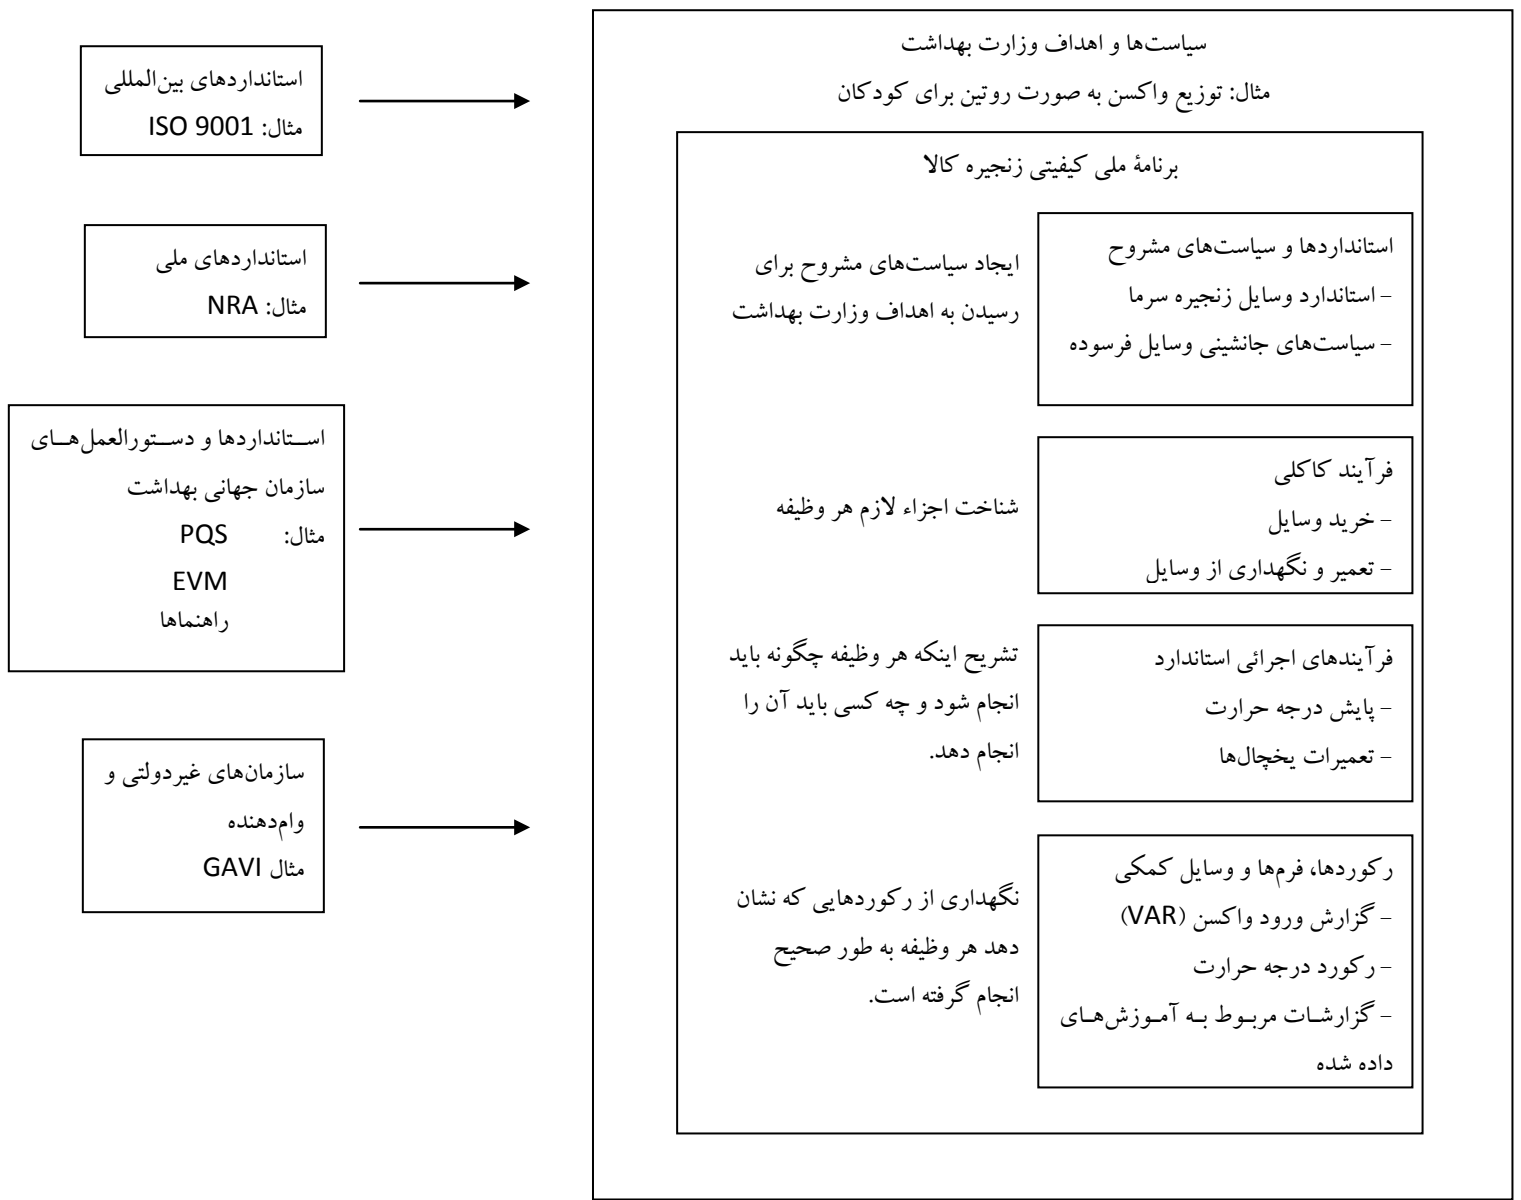 سیاست‌ها و اهداف وزارت بهداشت
مثال: توزیع واکسن به صورت روتین برای کودکان
برنامهٔ ملی کیفیتی زنجیره کالا
استانداردها و سیاست‌های مشروح
- استاندارد وسایل زنجیره سرما
- سیاست‌های جانشینی وسایل فرسوده
ایجاد سیاست‌های مشروح برای
رسیدن به اهداف وزارت بهداشت
فرآیند کاکلی
- خرید وسایل
- تعمیر و نگهداری از وسایل
شناخت اجزاء لازم هر وظیفه
فرآیندهای اجرائی استاندارد
- پایش درجه حرارت
- تعمیرات یخچال‌ها
تشریح اینکه هر وظیفه چگونه باید
انجام شود و چه کسی باید آن را
انجام دهد.
رکوردها، فرم‌ها و وسایل کمکی
- گزارش ورود واکسن (VAR)
- رکورد درجه حرارت
- گزارشات مربوط به آموزش‌های
داده شده
نگهداری از رکوردهایی که نشان
دهد هر وظیفه به طور صحیح
انجام گرفته است.
استانداردهای بین‌المللی
مثال: ISO 9001
استانداردهای ملی
مثال: NRA
استانداردها و دستورالعمل‌های
سازمان جهانی بهداشت
مثال: PQS
EVM
راهنماها
سازمان‌های غیردولتی و
وام‌دهنده
مثال GAVI